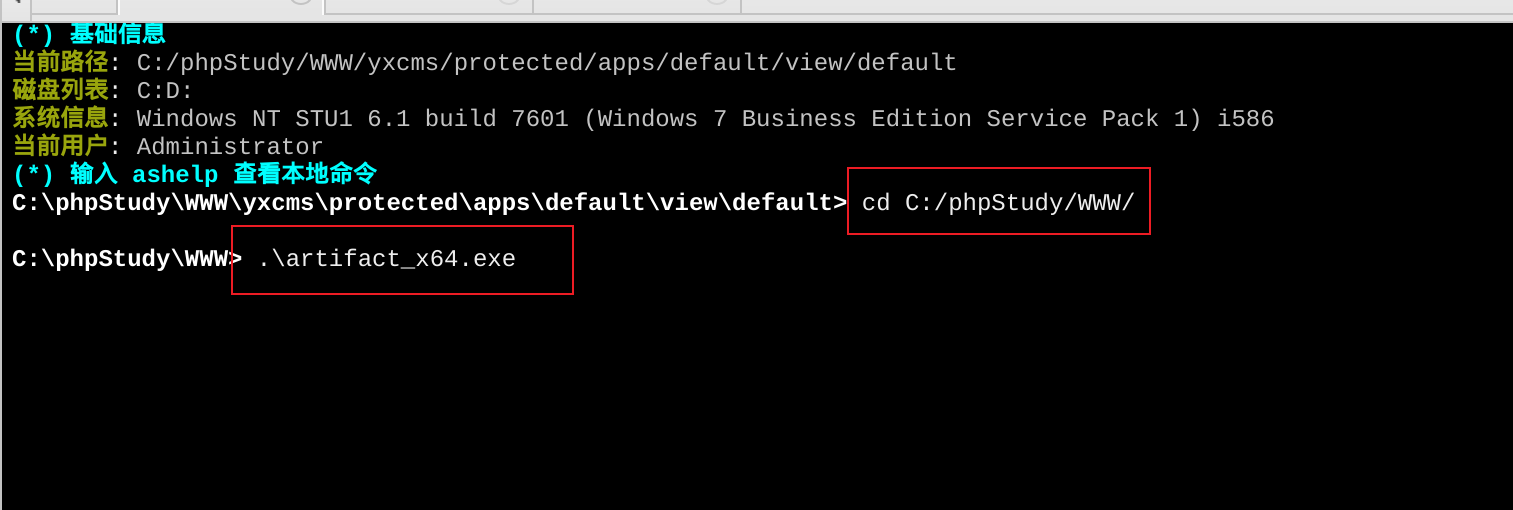 (*) 基础信息
当前路径: C:/phpStudy/WWW/yxcms/protected/apps/default/view/default
磁盘列表: C:D:
系统信息: Windows NT STU1 6.1 build 7601 (Windows 7 Business Edition Service Pack 1) i586
当前用户: Administrator
(*) 输入 ashelp 查看本地命令
C:\phpStudy\WWW\yxcms\protected\apps\default\view\default> cd C:/phpStudy/WWW/
C:\phpStudy\WWW> .\artifact_x64.exe